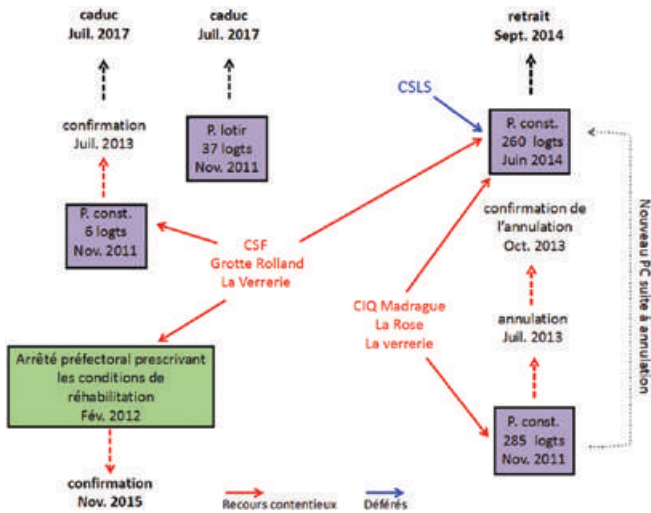 caduc
Juil. 2017
caduc
Juil. 2017
retrait
Sept. 2014
CSLS
confirmation
Juil. 2013
P. lotir
37 logts
Nov. 2011
P. const.
260 logts
Juin 2014
P. const.
6 logts
Nov. 2011
CSF
Grotte Rolland
La Verrerie
confirmation de
l'annulation
Oct. 2013
Nouveau PC suite à annulation
CIQ Madrague
La Rose
La verrerie
annulation
Juil. 2013
Arrêté préfectoral prescrivant
les conditions de
réhabilitation
Fév. 2012
P. const.
285 logts
Nov. 2011
confirmation
Nov. 2015
Recours contentieux
Déférés